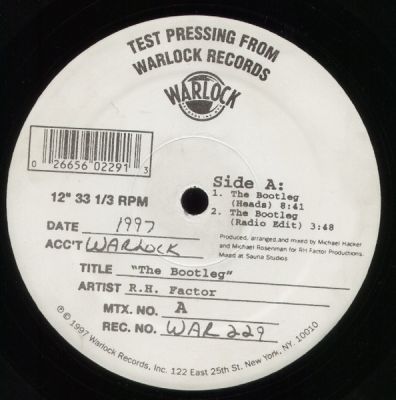 TEST PRESSING FROM
WARLOCK RECORDS
WARLOCK
0 26656 02291 3
12" 33 1/3 RPM
Side A:
1. The Bootleg
(Heads) 8:41
2. The Bootleg
(Radio Edit) 3:48
Produced, arranged and mixed by Michael Hacker
and Michael Rosenman for RH Factor Productions.
Mixed at Sauna Studios
DATE 1997
ACC'T WARLOCK
TITLE "The Bootleg"
ARTIST R.H. Factor
MTX. NO. A
REC. NO. WAR 229
℗ © 1997 Warlock Records, Inc. 122 East 25th St. New York, NY. 10010